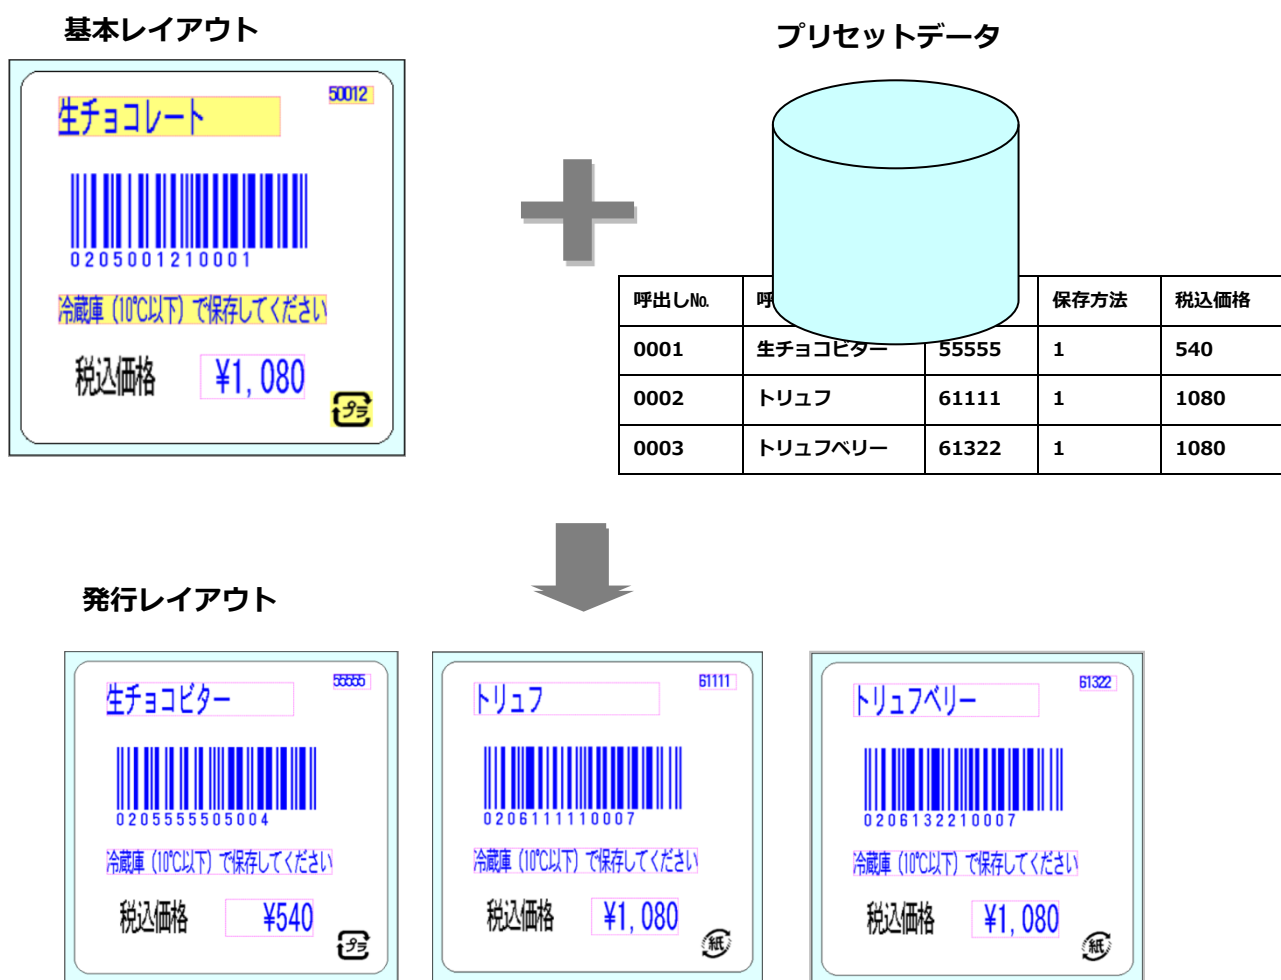 基本レイアウト
プリセットデータ
50012
生チョコレート
0205001210001
冷蔵庫（10℃以下）で保存してください
税込価格 ¥1,080
プラ
呼出し№ 呼 保存方法 税込価格
0001 生チョコビター 55555 1 540
0002 トリュフ 61111 1 1080
0003 トリュフベリー 61322 1 1080
発行レイアウト
生チョコビター 55555
0205555505004
冷蔵庫（10℃以下）で保存してください
税込価格 ¥540
プラ
トリュフ 61111
0206111110007
冷蔵庫（10℃以下）で保存してください
税込価格 ¥1,080
紙
トリュフベリー 61322
0206132210007
冷蔵庫（10℃以下）で保存してください
税込価格 ¥1,080
紙